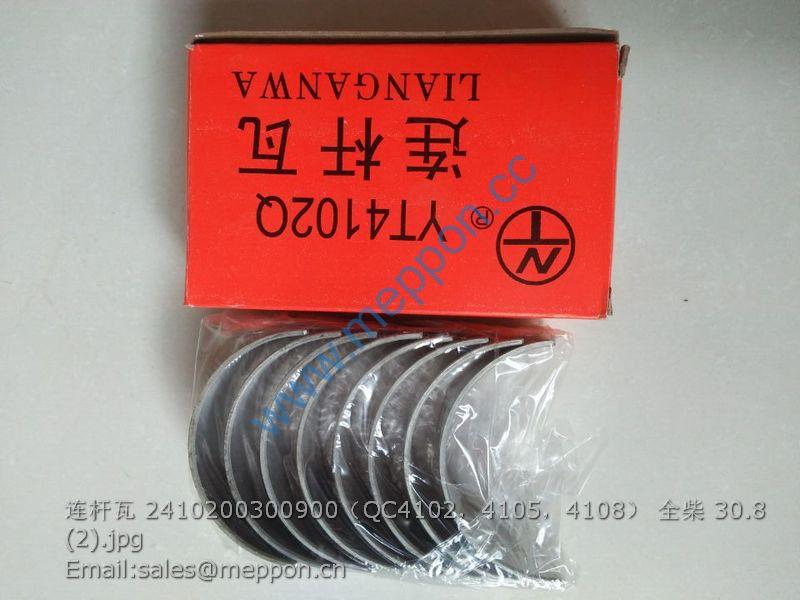 LIANGANWA
连杆瓦
YT4102Q
®
N
www.meppon.cc
连杆瓦 2410200300900（QC4102，4105，4108） 全柴 30.8
(2).jpg
Email:sales@meppon.cn